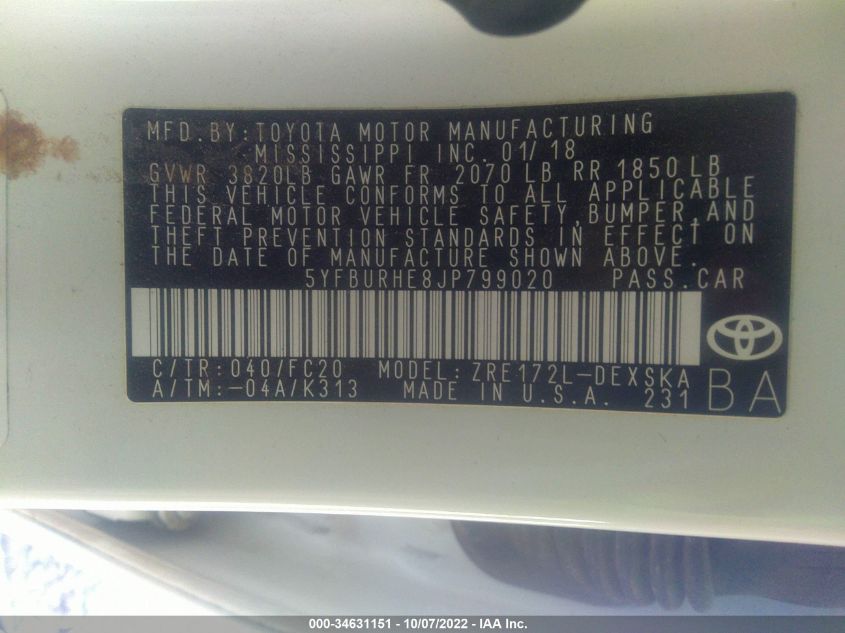 MFD. BY: TOYOTA MOTOR MANUFACTURING
MISSISSIPPI INC. 01/18
GVWR 3820LB GAWR FR 2070 LB RR 1850LB
THIS VEHICLE CONFORMS TO ALL APPLICABLE
FEDERAL MOTOR VEHICLE SAFETY, BUMPER, AND
THEFT PREVENTION STANDARDS IN EFFECT ON
THE DATE OF MANUFACTURE SHOWN ABOVE.
5YFBURHE8JP799020 PASS. CAR
C/TR: 040/FC20 MODEL: ZRE172L-DEXSKA
A/TM: -04A/K313 MADE IN U.S.A. 231 BA
000-34631151 - 10/07/2022 - IAA Inc.